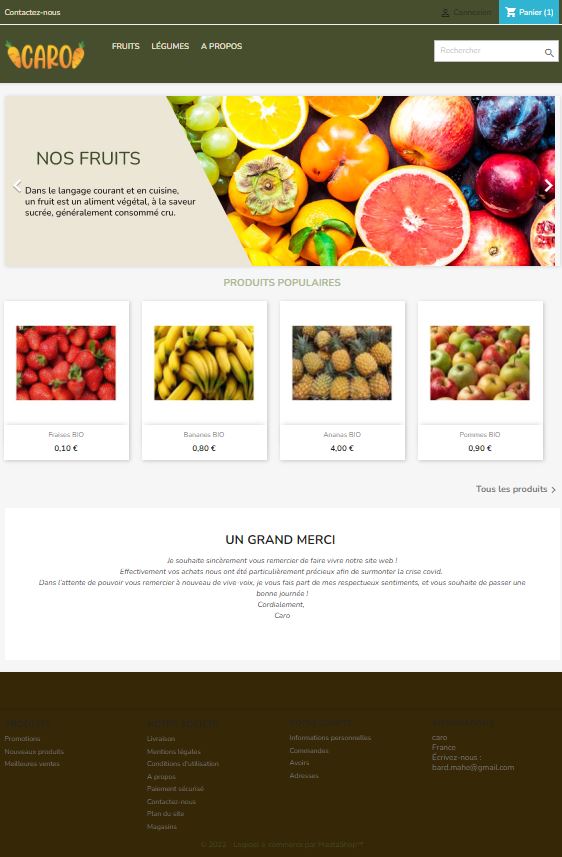 Contactez-nous
Connexion
Panier (1)
CARO
FRUITS
LÉGUMES
A PROPOS
Rechercher
NOS FRUITS
Dans le langage courant et en cuisine,
un fruit est un aliment végétal, à la saveur
sucrée, généralement consommé cru.
PRODUITS POPULAIRES
Fraises BIO
0,10 €
Bananes BIO
0,80 €
Ananas BIO
4,00 €
Pommes BIO
0,90 €
Tous les produits
UN GRAND MERCI
Je souhaite sincèrement vous remercier de faire vivre notre site web !
Effectivement vos achats nous ont été particulièrement précieux afin de surmonter la crise covid.
Dans l'attente de pouvoir vous remercier à nouveau de vive-voix, je vous fais part de mes respectueux sentiments, et vous souhaite de passer une
bonne journée !
Cordialement,
Caro
PRODUITS
Promotions
Nouveaux produits
Meilleures ventes
NOTRE SOCIÉTÉ
Livraison
Mentions légales
Conditions d'utilisation
A propos
Paiement sécurisé
Contactez-nous
Plan du site
Magasins
VOTRE COMPTE
Informations personnelles
Commandes
Avoirs
Adresses
INFORMATIONS
caro
France
Écrivez-nous :
bard.mahe@gmail.com
© 2022 - Logiciel e-commerce par PrestaShop™